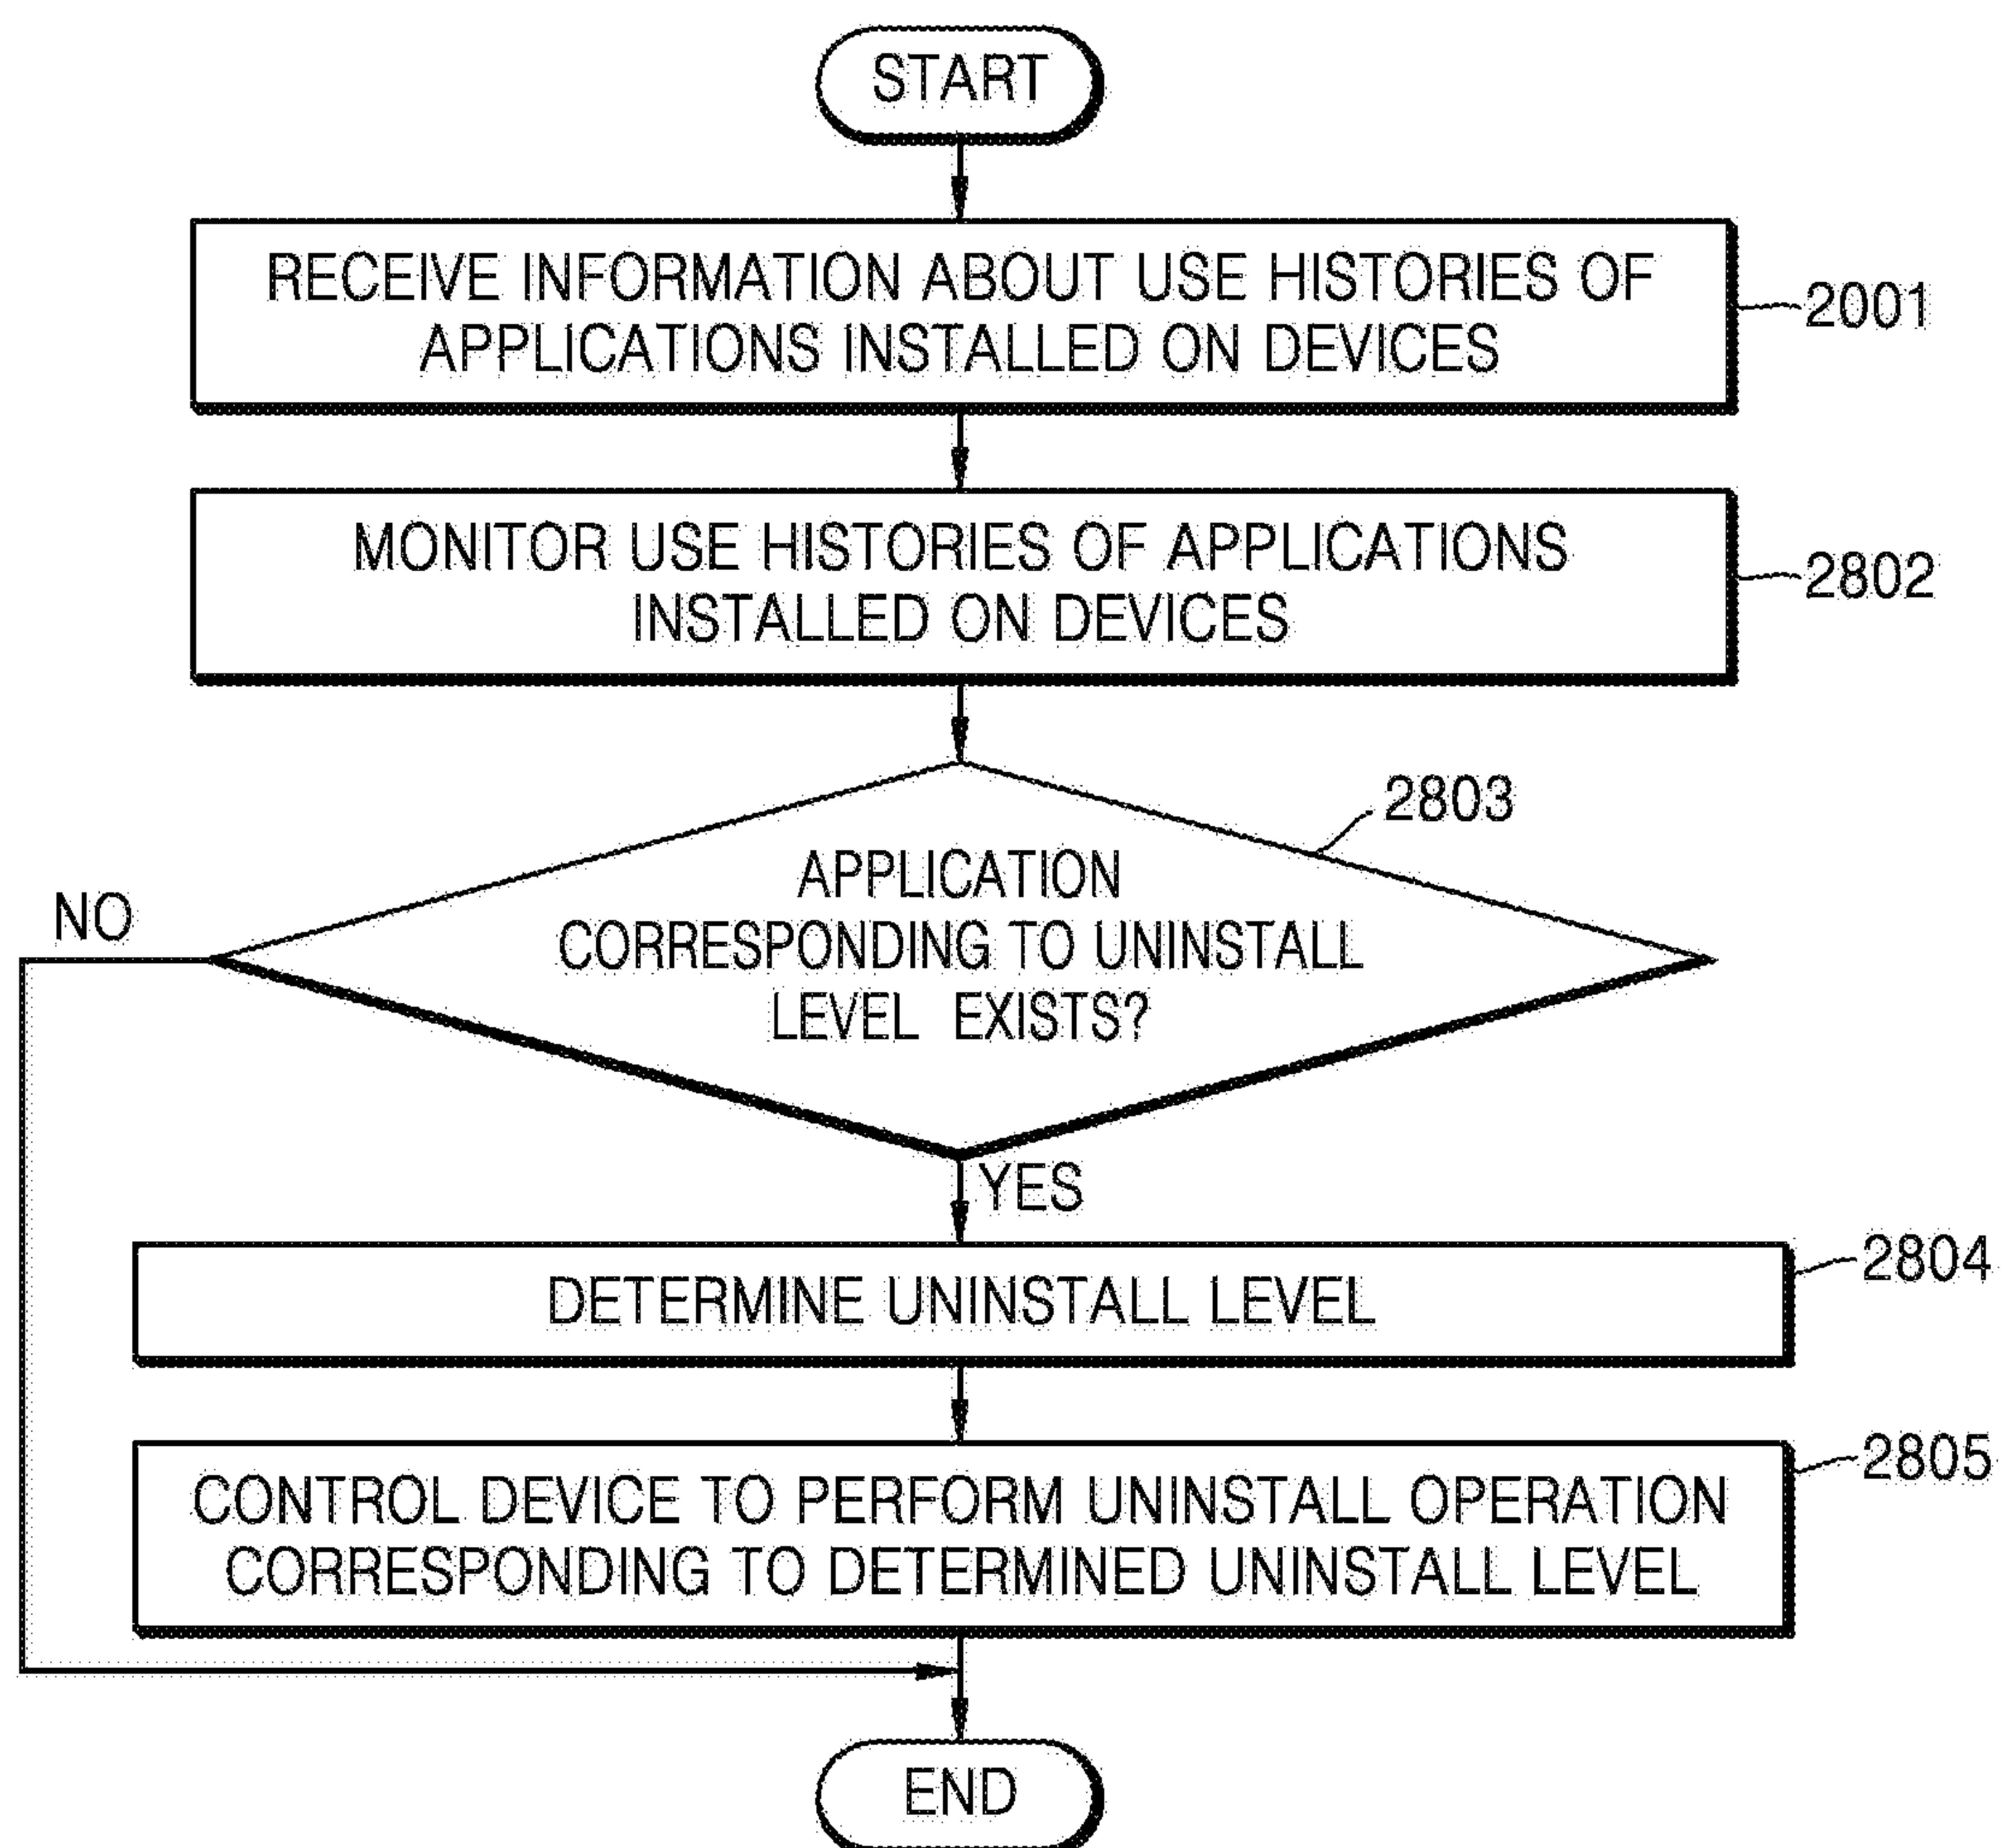 START
RECEIVE INFORMATION ABOUT USE HISTORIES OF
APPLICATIONS INSTALLED ON DEVICES
2001
MONITOR USE HISTORIES OF APPLICATIONS
INSTALLED ON DEVICES
2802
2803
APPLICATION
CORRESPONDING TO UNINSTALL
LEVEL EXISTS?
NO
YES
DETERMINE UNINSTALL LEVEL
2804
CONTROL DEVICE TO PERFORM UNINSTALL OPERATION
CORRESPONDING TO DETERMINED UNINSTALL LEVEL
2805
END